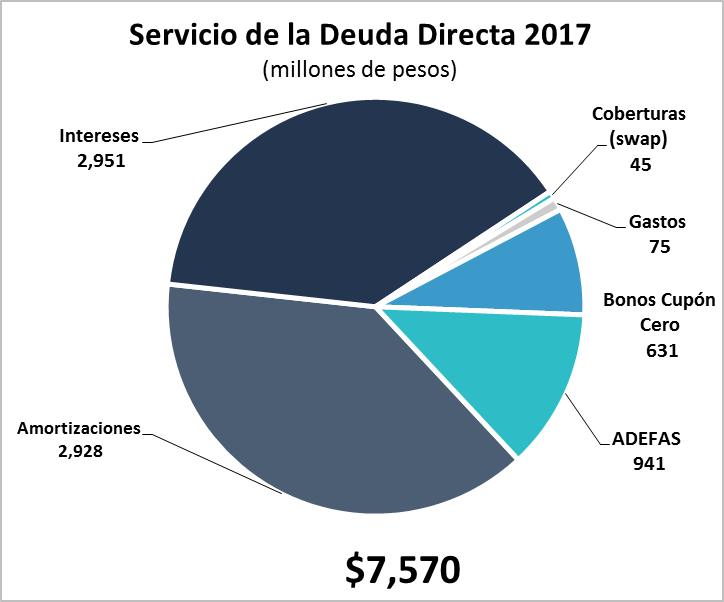 Servicio de la Deuda Directa 2017
(millones de pesos)
Intereses
2,951
Coberturas
(swap)
45
Gastos
75
Bonos Cupón
Cero
631
ADEFAS
941
Amortizaciones
2,928
$7,570